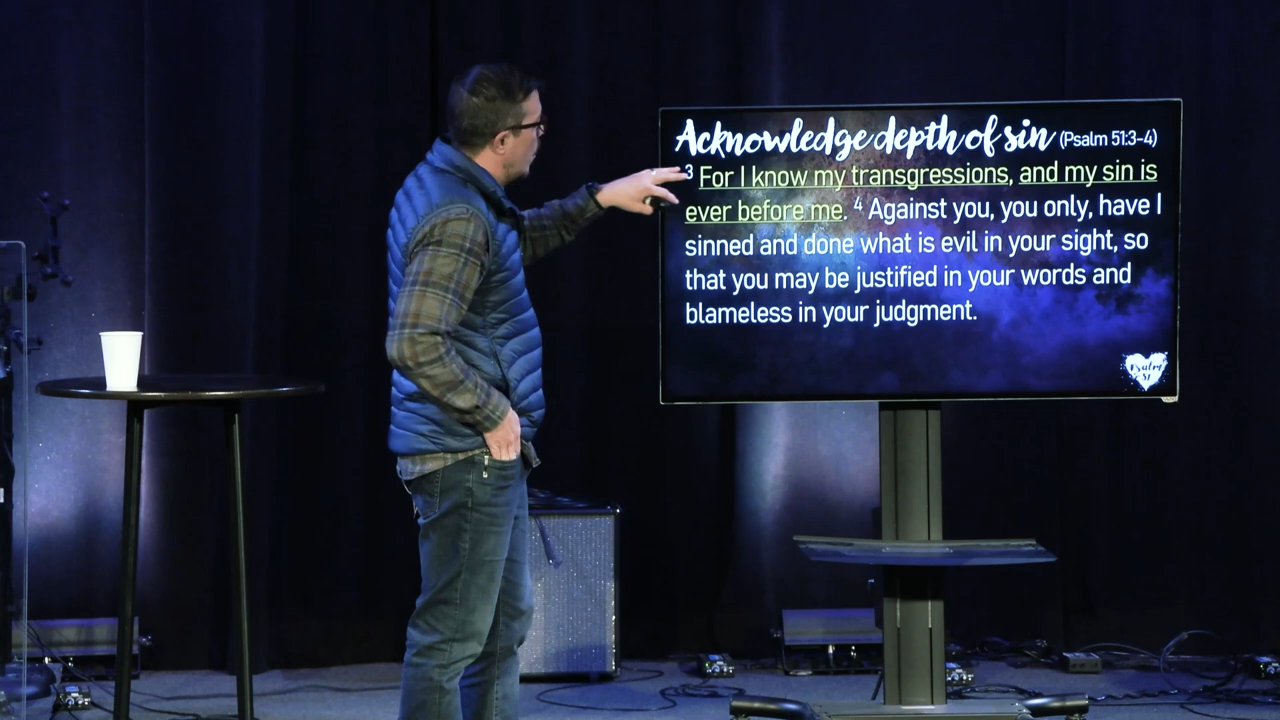 Acknowledge depth of sin (Psalm 51:3-4)
3 For I know my transgressions, and my sin is
ever before me. 4 Against you, you only, have I
sinned and done what is evil in your sight, so
that you may be justified in your words and
blameless in your judgment.
Psalm
51